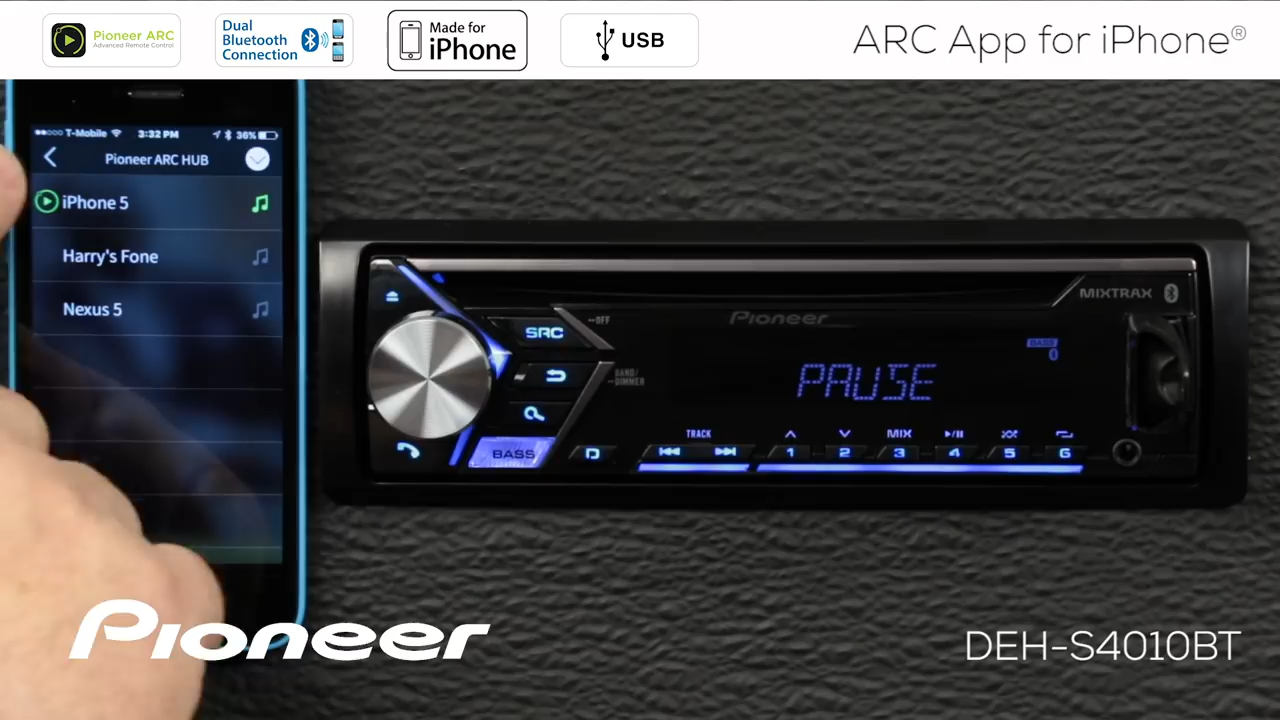 Pioneer ARC
Advanced Remote Control
Dual
Bluetooth
Connection
Made for
iPhone
USB
ARC App for iPhone®
T-Mobile 3:32 PM 36%
Pioneer ARC HUB
iPhone 5
Harry's Fone
Nexus 5
MIXTRAX
Pioneer
SRC
OFF
BAND/
DIMMER
BASS
PAUSE
BASS
D
TRACK
MIX
1 2 3 4 5 6
Pioneer
DEH-S4010BT